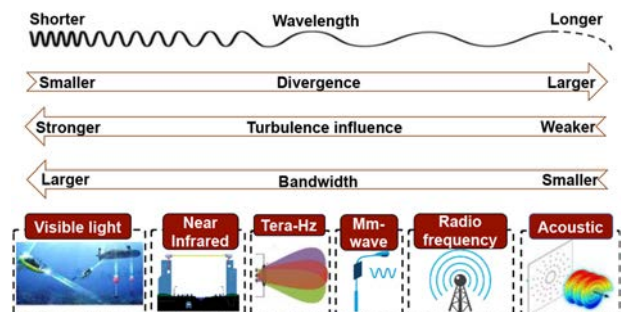 Shorter Wavelength Longer
Smaller Divergence Larger
Stronger Turbulence influence Weaker
Larger Bandwidth Smaller
Visible light
Near
Infrared
Tera-Hz
Mm-
wave
Radio
frequency
Acoustic